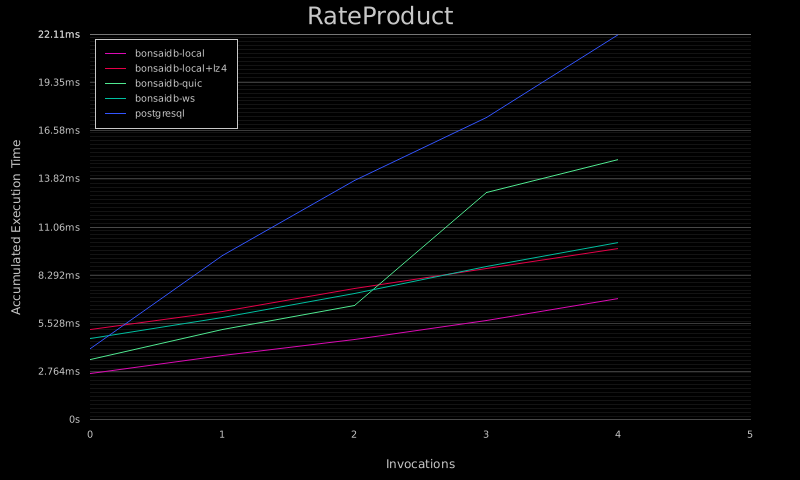 RateProduct
22.11ms
19.35ms
16.58ms
13.82ms
11.06ms
8.292ms
5.528ms
2.764ms
0s
bonsaidb-local
bonsaidb-local+lz4
bonsaidb-quic
bonsaidb-ws
postgresql
Accumulated Execution Time
0 1 2 3 4 5
Invocations